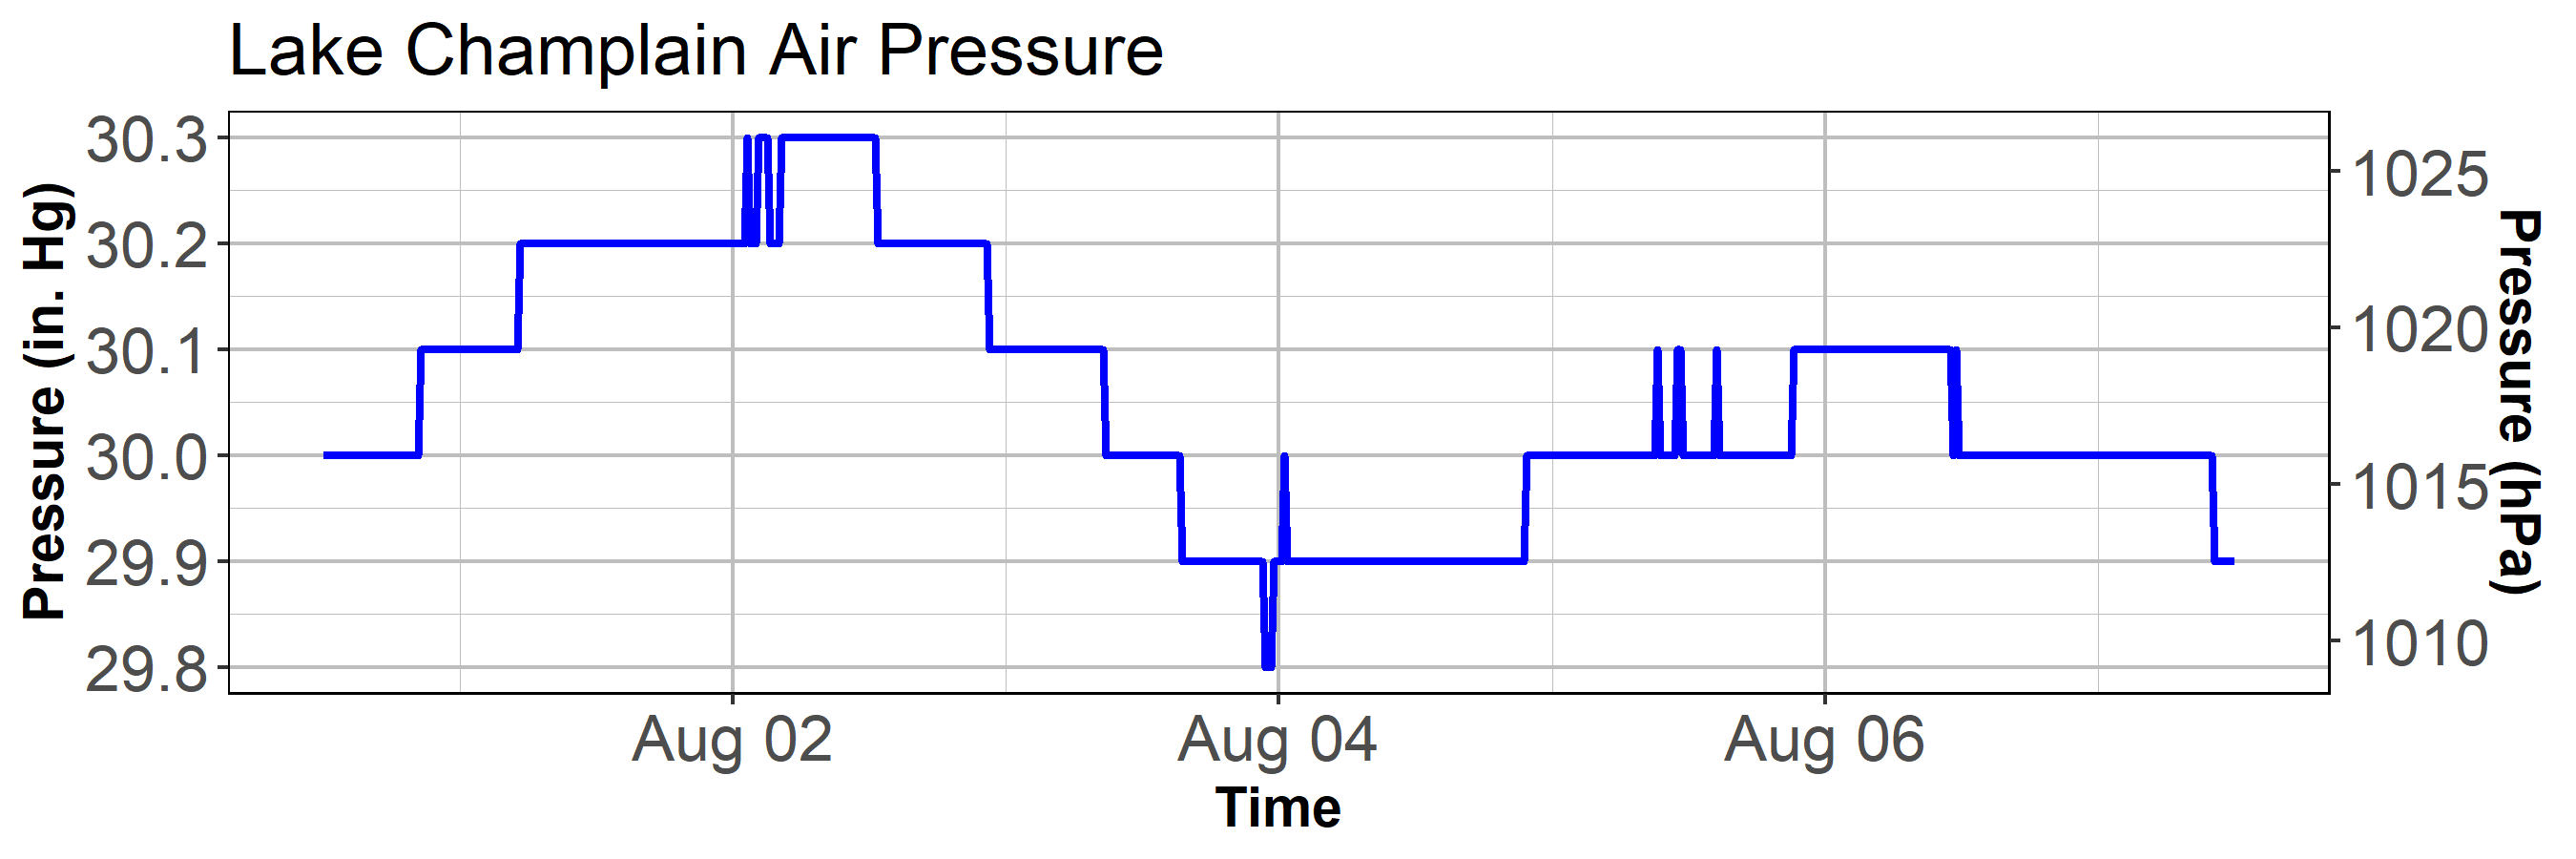 Lake Champlain Air Pressure
Pressure (in. Hg)
30.3
30.2
30.1
30.0
29.9
29.8
1025
1020
1015
1010
Pressure (hPa)
Aug 02
Aug 04
Aug 06
Time